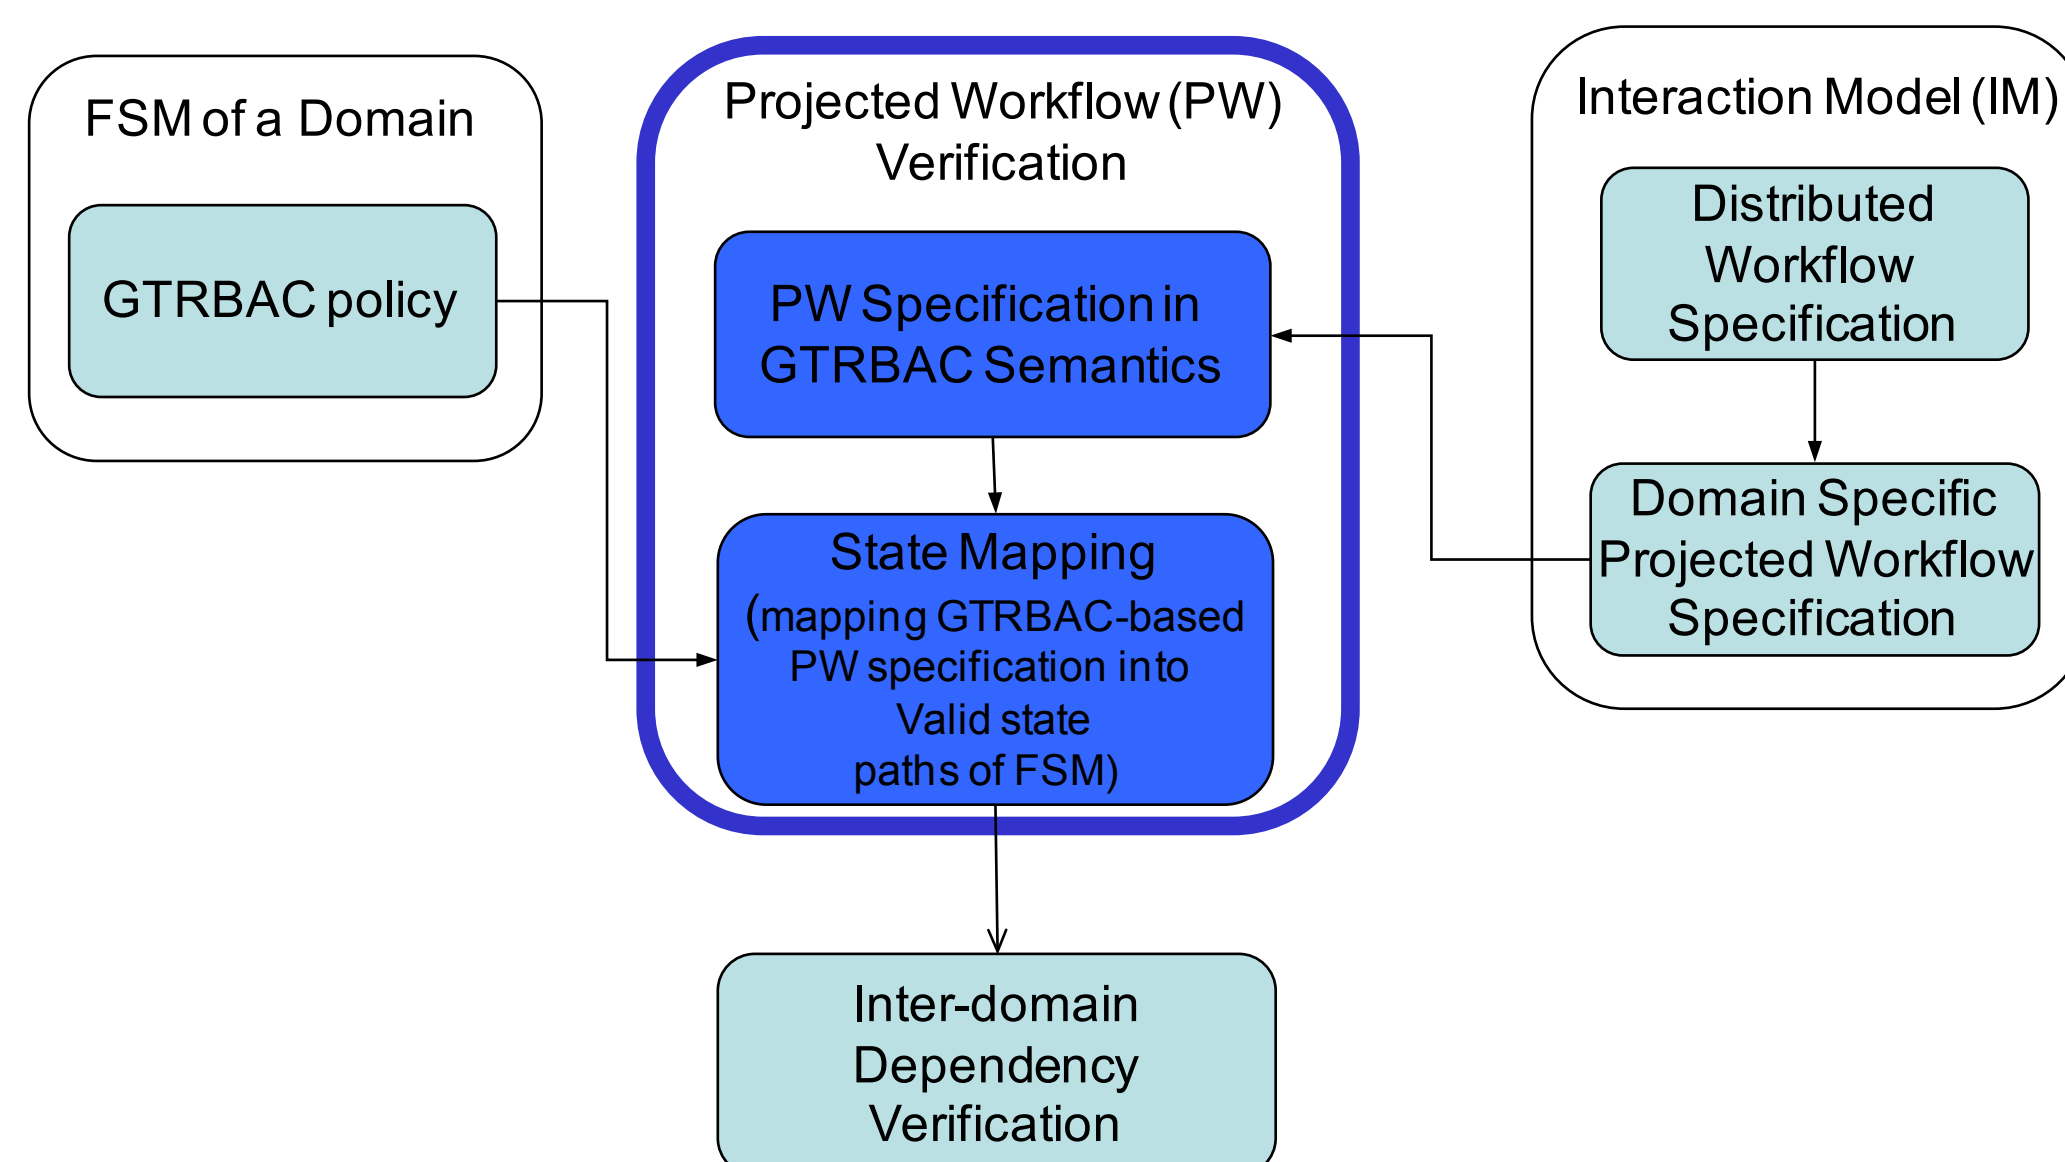 FSM of a Domain
GTRBAC policy
Projected Workflow (PW)
Verification
PW Specification in
GTRBAC Semantics
State Mapping
(mapping GTRBAC-based
PW specification into
Valid state
paths of FSM)
Inter-domain
Dependency
Verification
Interaction Model (IM)
Distributed
Workflow
Specification
Domain Specific
Projected Workflow
Specification